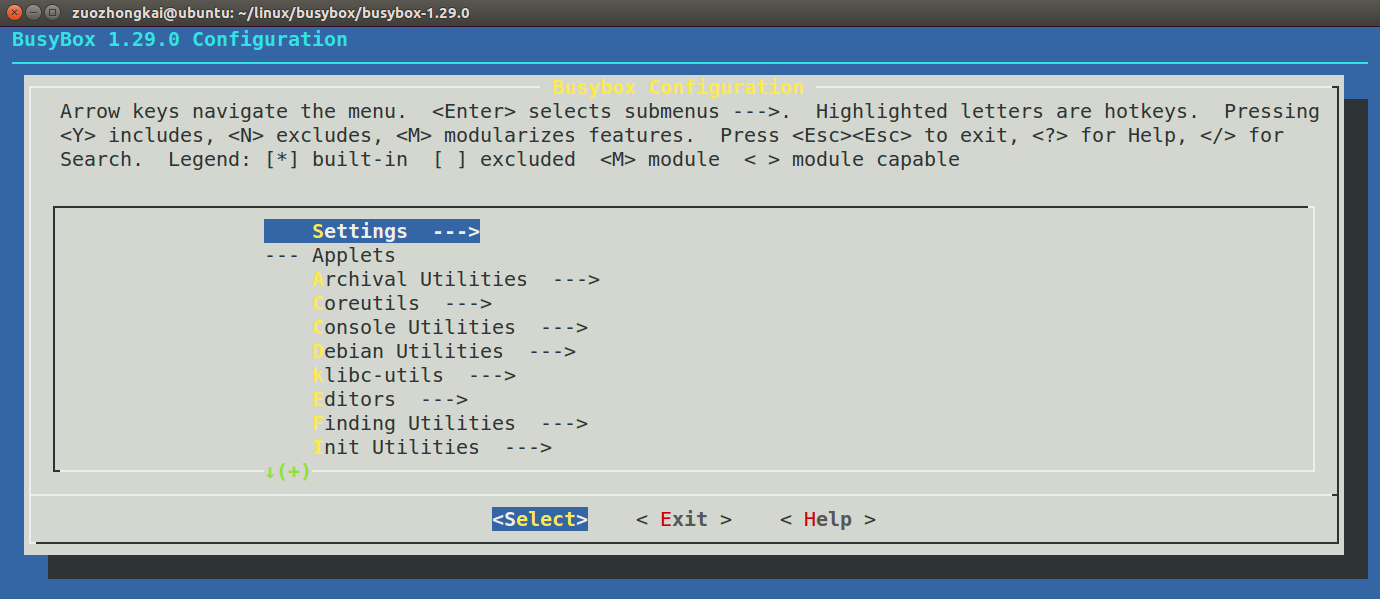 zuozhongkai@ubuntu: ~/linux/busybox/busybox-1.29.0
BusyBox 1.29.0 Configuration
Busybox Configuration
Arrow keys navigate the menu.  <Enter> selects submenus --->.  Highlighted letters are hotkeys.  Pressing
<Y> includes, <N> excludes, <M> modularizes features.  Press <Esc><Esc> to exit, <?> for Help, </> for
Search.  Legend: [*] built-in  [ ] excluded  <M> module  < > module capable
Settings  --->
--- Applets
Archival Utilities  --->
Coreutils  --->
Console Utilities  --->
Debian Utilities  --->
klibc-utils  --->
Editors  --->
Finding Utilities  --->
Init Utilities  --->
↓(+)
<Select>    < Exit >    < Help >